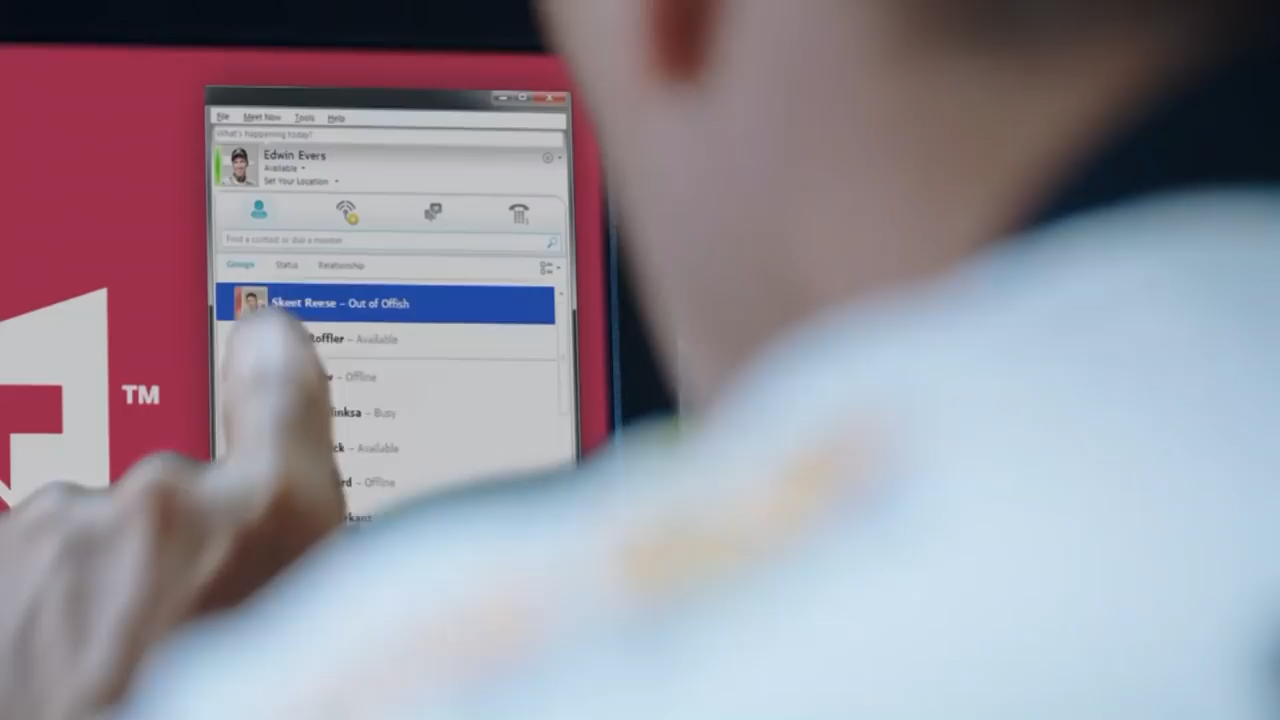 File Meet Now Tools Help
What's happening today?
Edwin Evers
Available
Set Your Location
Find a contact or dial a number
Groups Status Relationship
Skeet Reese – Out of Offish
Roffler – Available
– Offline
– Busy
– Available
– Offline
TM